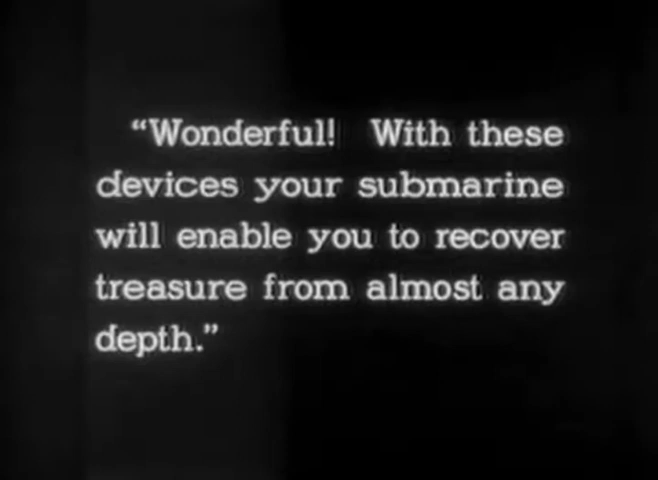 “Wonderful! With these
devices your submarine
will enable you to recover
treasure from almost any
depth.”